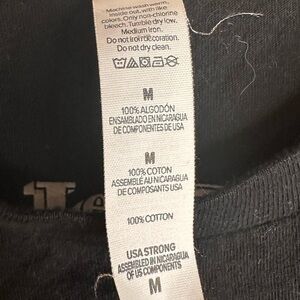 Machine wash warm,
inside out, with like
colors. Only non-chlorine
bleach. Tumble dry low.
Medium iron.
Do not iron decoration.
Do not dry clean.
M
100% ALGODÓN
ENSAMBLADO EN NICARAGUA
DE COMPONENTES DE USA
M
100% COTON
ASSEMBLÉ AU NICARAGUA
DE COMPOSANTS USA
100% COTTON
USA STRONG
ASSEMBLED IN NICARAGUA
OF US COMPONENTS
M